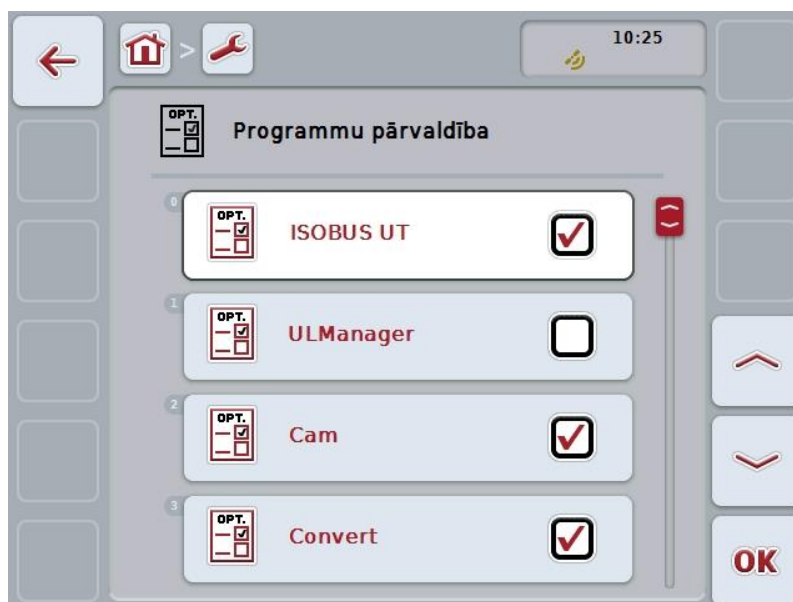 10:25
>
OPT.
Programmu pārvaldība
0
OPT.
ISOBUS UT
1
OPT.
ULManager
2
OPT.
Cam
3
OPT.
Convert
OK